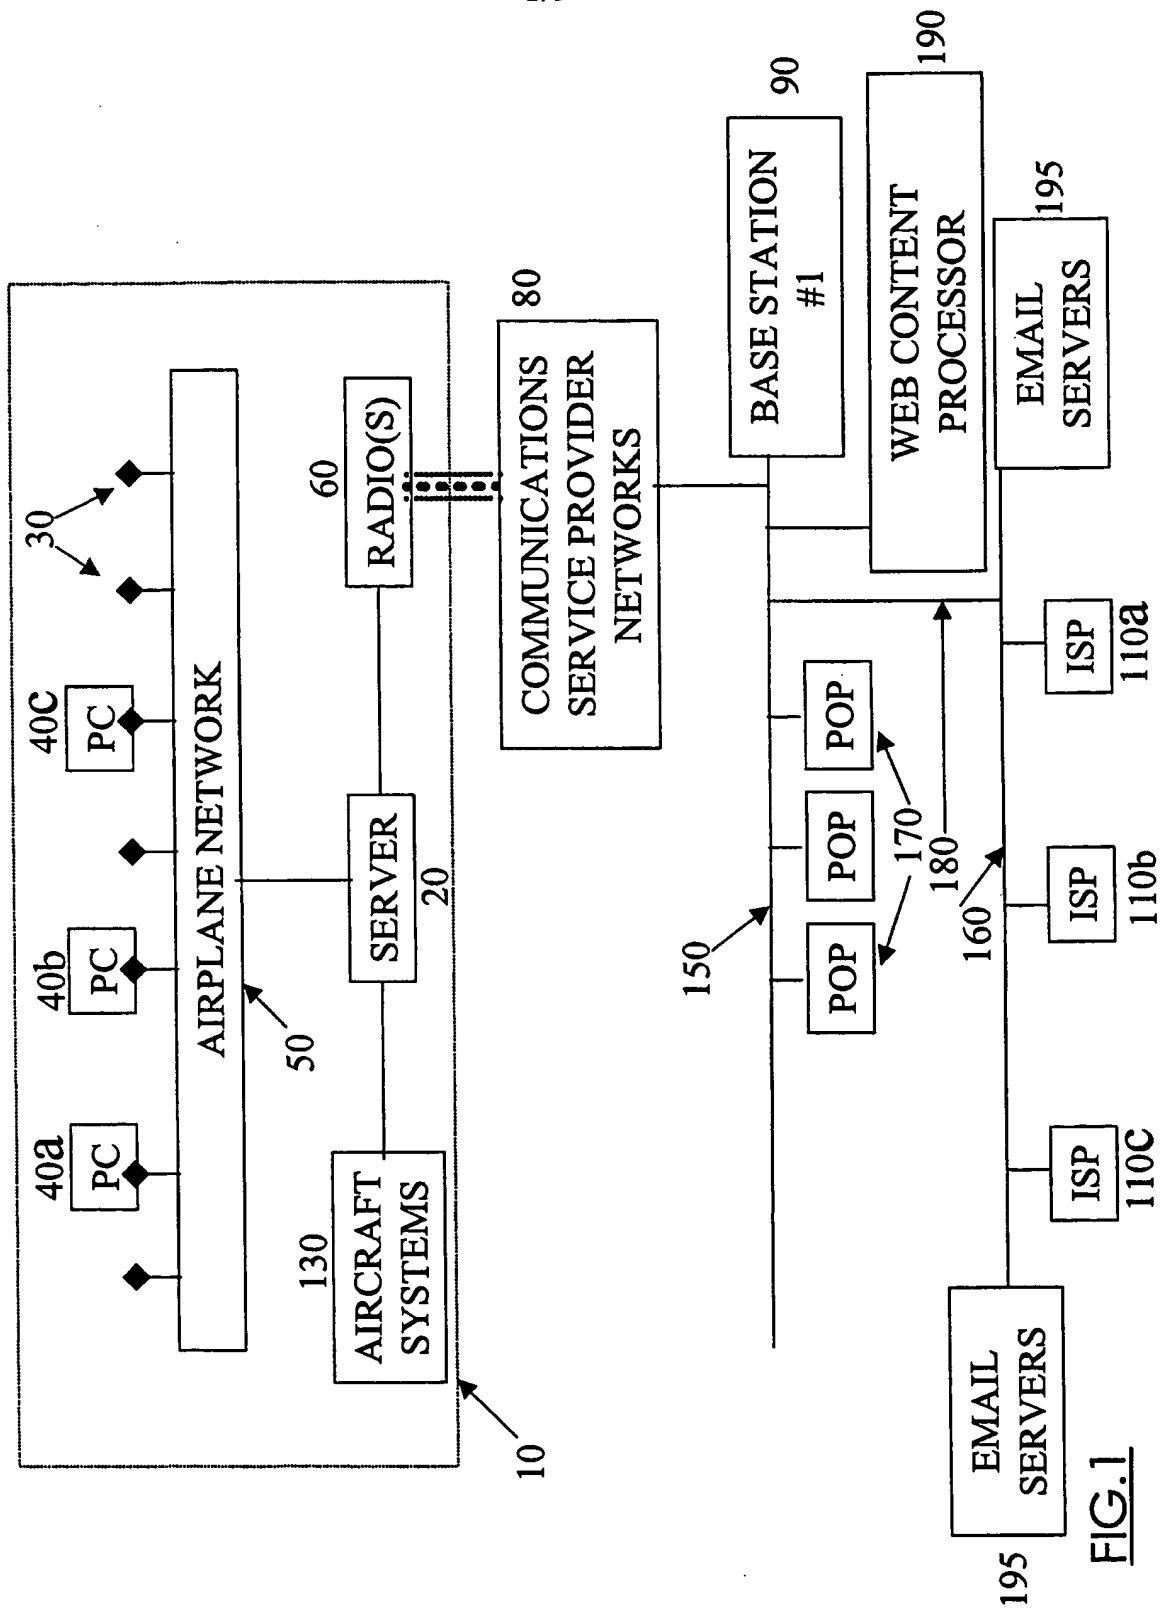 30
40a
40b
40c
PC
PC
PC
AIRPLANE NETWORK
50
130
AIRCRAFT
SYSTEMS
SERVER
20
60
RADIO(S)
10
80
COMMUNICATIONS
SERVICE PROVIDER
NETWORKS
150
90
BASE STATION
#1
POP
POP
POP
170
180
190
WEB CONTENT
PROCESSOR
160
195
EMAIL
SERVERS
EMAIL
SERVERS
195
ISP
ISP
ISP
110c
110b
110a
FIG.1